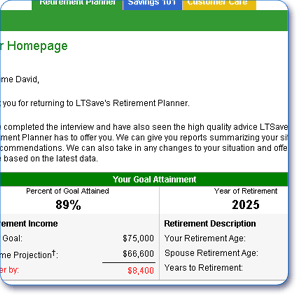 Retirement Planner Savings 101 Customer Care
r Homepage
me David,
you for returning to LTSave's Retirement Planner.
completed the interview and have also seen the high quality advice LTSave
ment Planner has to offer you. We can give you reports summarizing your sit
commendations. We can also take in any changes to your situation and offe
based on the latest data.
Your Goal Attainment
Percent of Goal Attained Year of Retirement
89% 2025
rement Income Retirement Description
Goal: $75,000 Your Retirement Age:
me Projection†: $66,600 Spouse Retirement Age:
er by: $8,400 Years to Retirement: